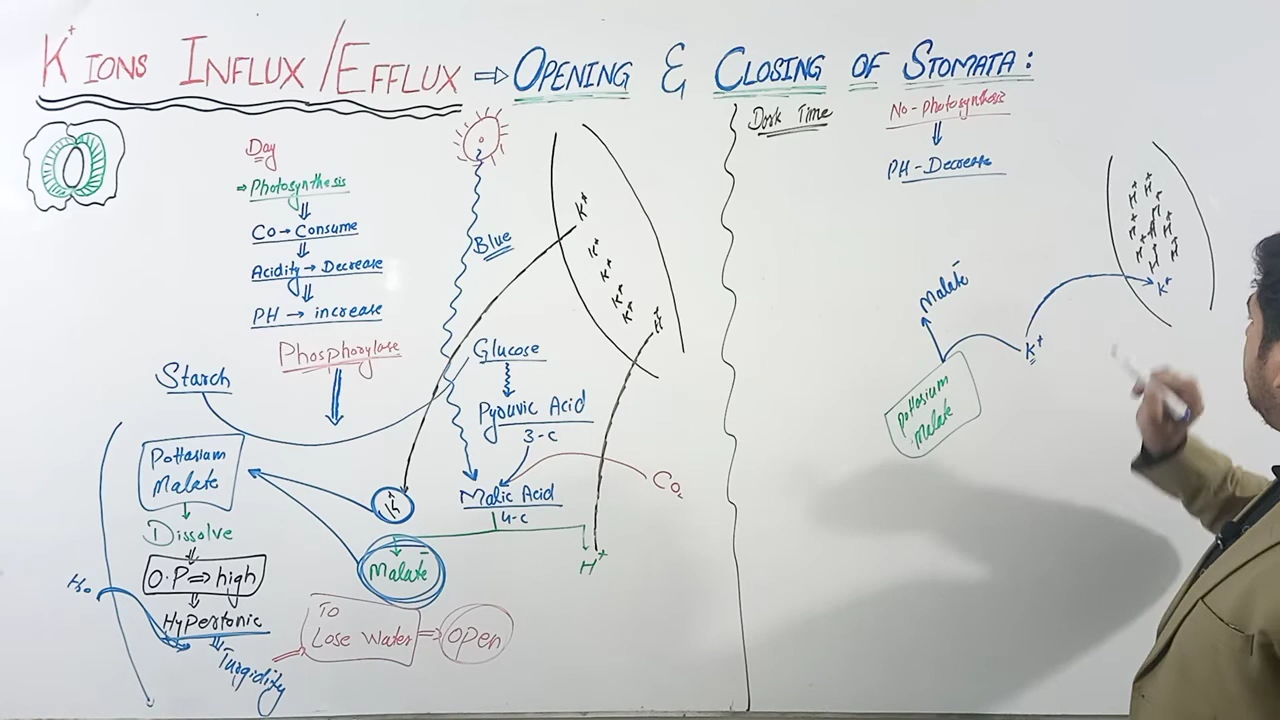 K+ IONS INFLUX/EFFLUX ⇒ OPENING & CLOSING OF STOMATA:
Day
⇒ Photosynthesis
⇓
Co → Consume
⇓
Acidity → Decrease
⇓
PH → increase
Phosphorylase
Starch
Blue
Glucose
Pyruvic Acid
3-c
CO2
Malic Acid
4-c
K+
K+
K+
K+
K+
H+
K+
Malate-
H+
Pottasium
Malate
Dissolve
O.P ⇒ high
Hypertonic
H2o
Turgidity
To
Lose Water ⇒ open
Dark Time
No-Photosynthesis
⇓
PH-Decrease
Malate-
Pottasium
Malate
K+
H+ H+
H+ H+
H+ H+ H+
H+ H+
H+
K+